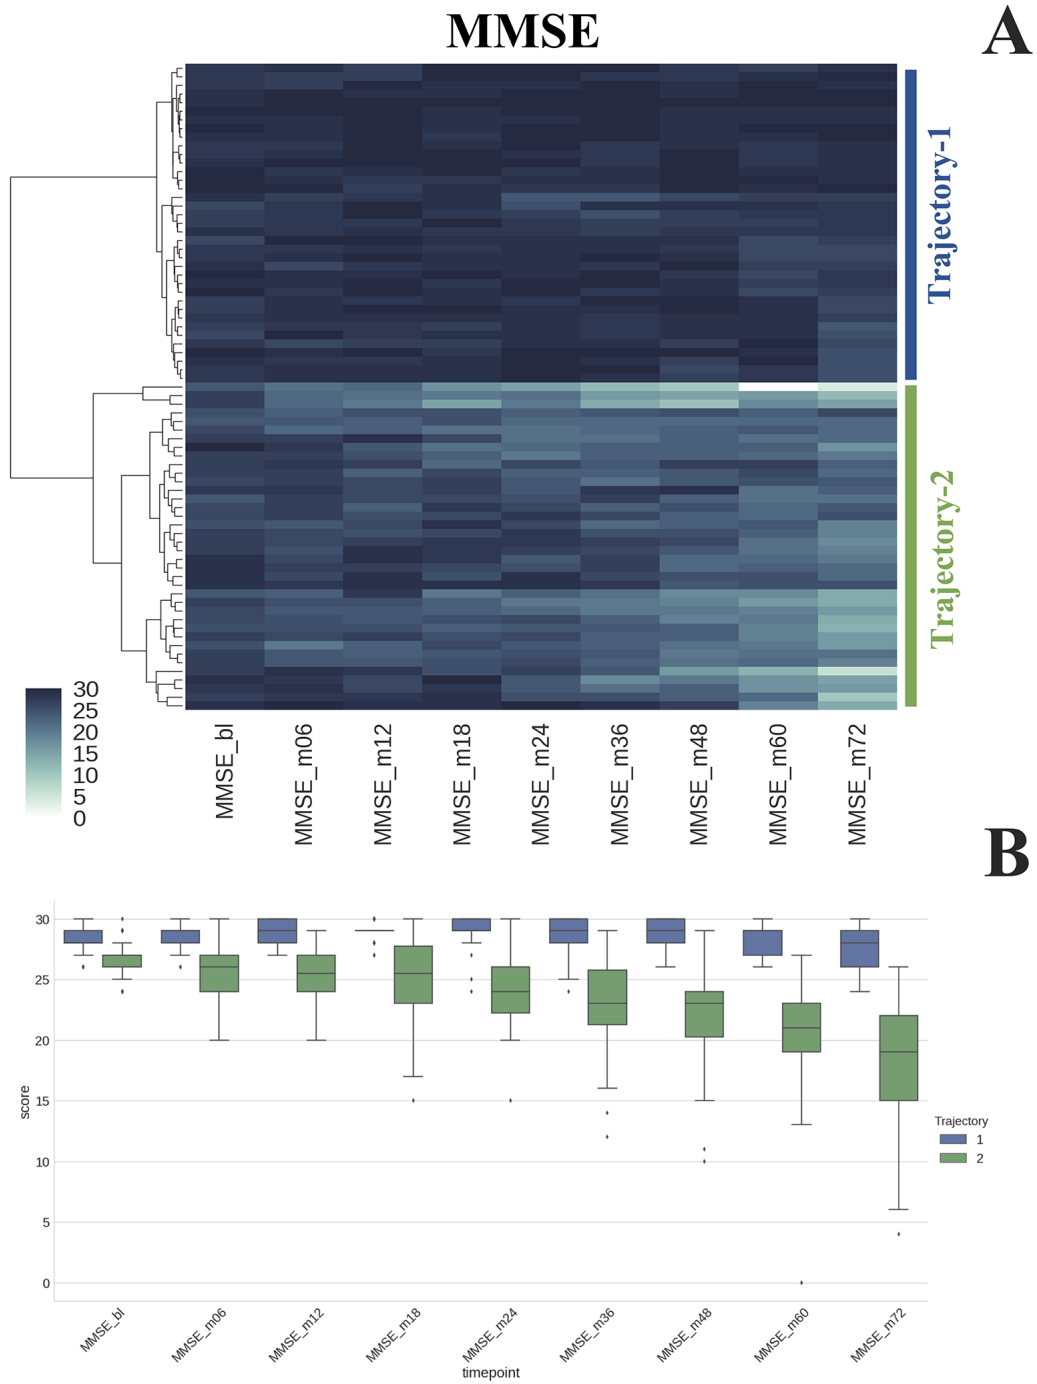 MMSE
A
Trajectory-1
Trajectory-2
30
25
20
15
10
5
0
MMSE_bl
MMSE_m06
MMSE_m12
MMSE_m18
MMSE_m24
MMSE_m36
MMSE_m48
MMSE_m60
MMSE_m72
B
30
25
20
15
10
5
0
score
Trajectory
1
2
MMSE_bl
MMSE_m06
MMSE_m12
MMSE_m18
MMSE_m24
MMSE_m36
MMSE_m48
MMSE_m60
MMSE_m72
timepoint